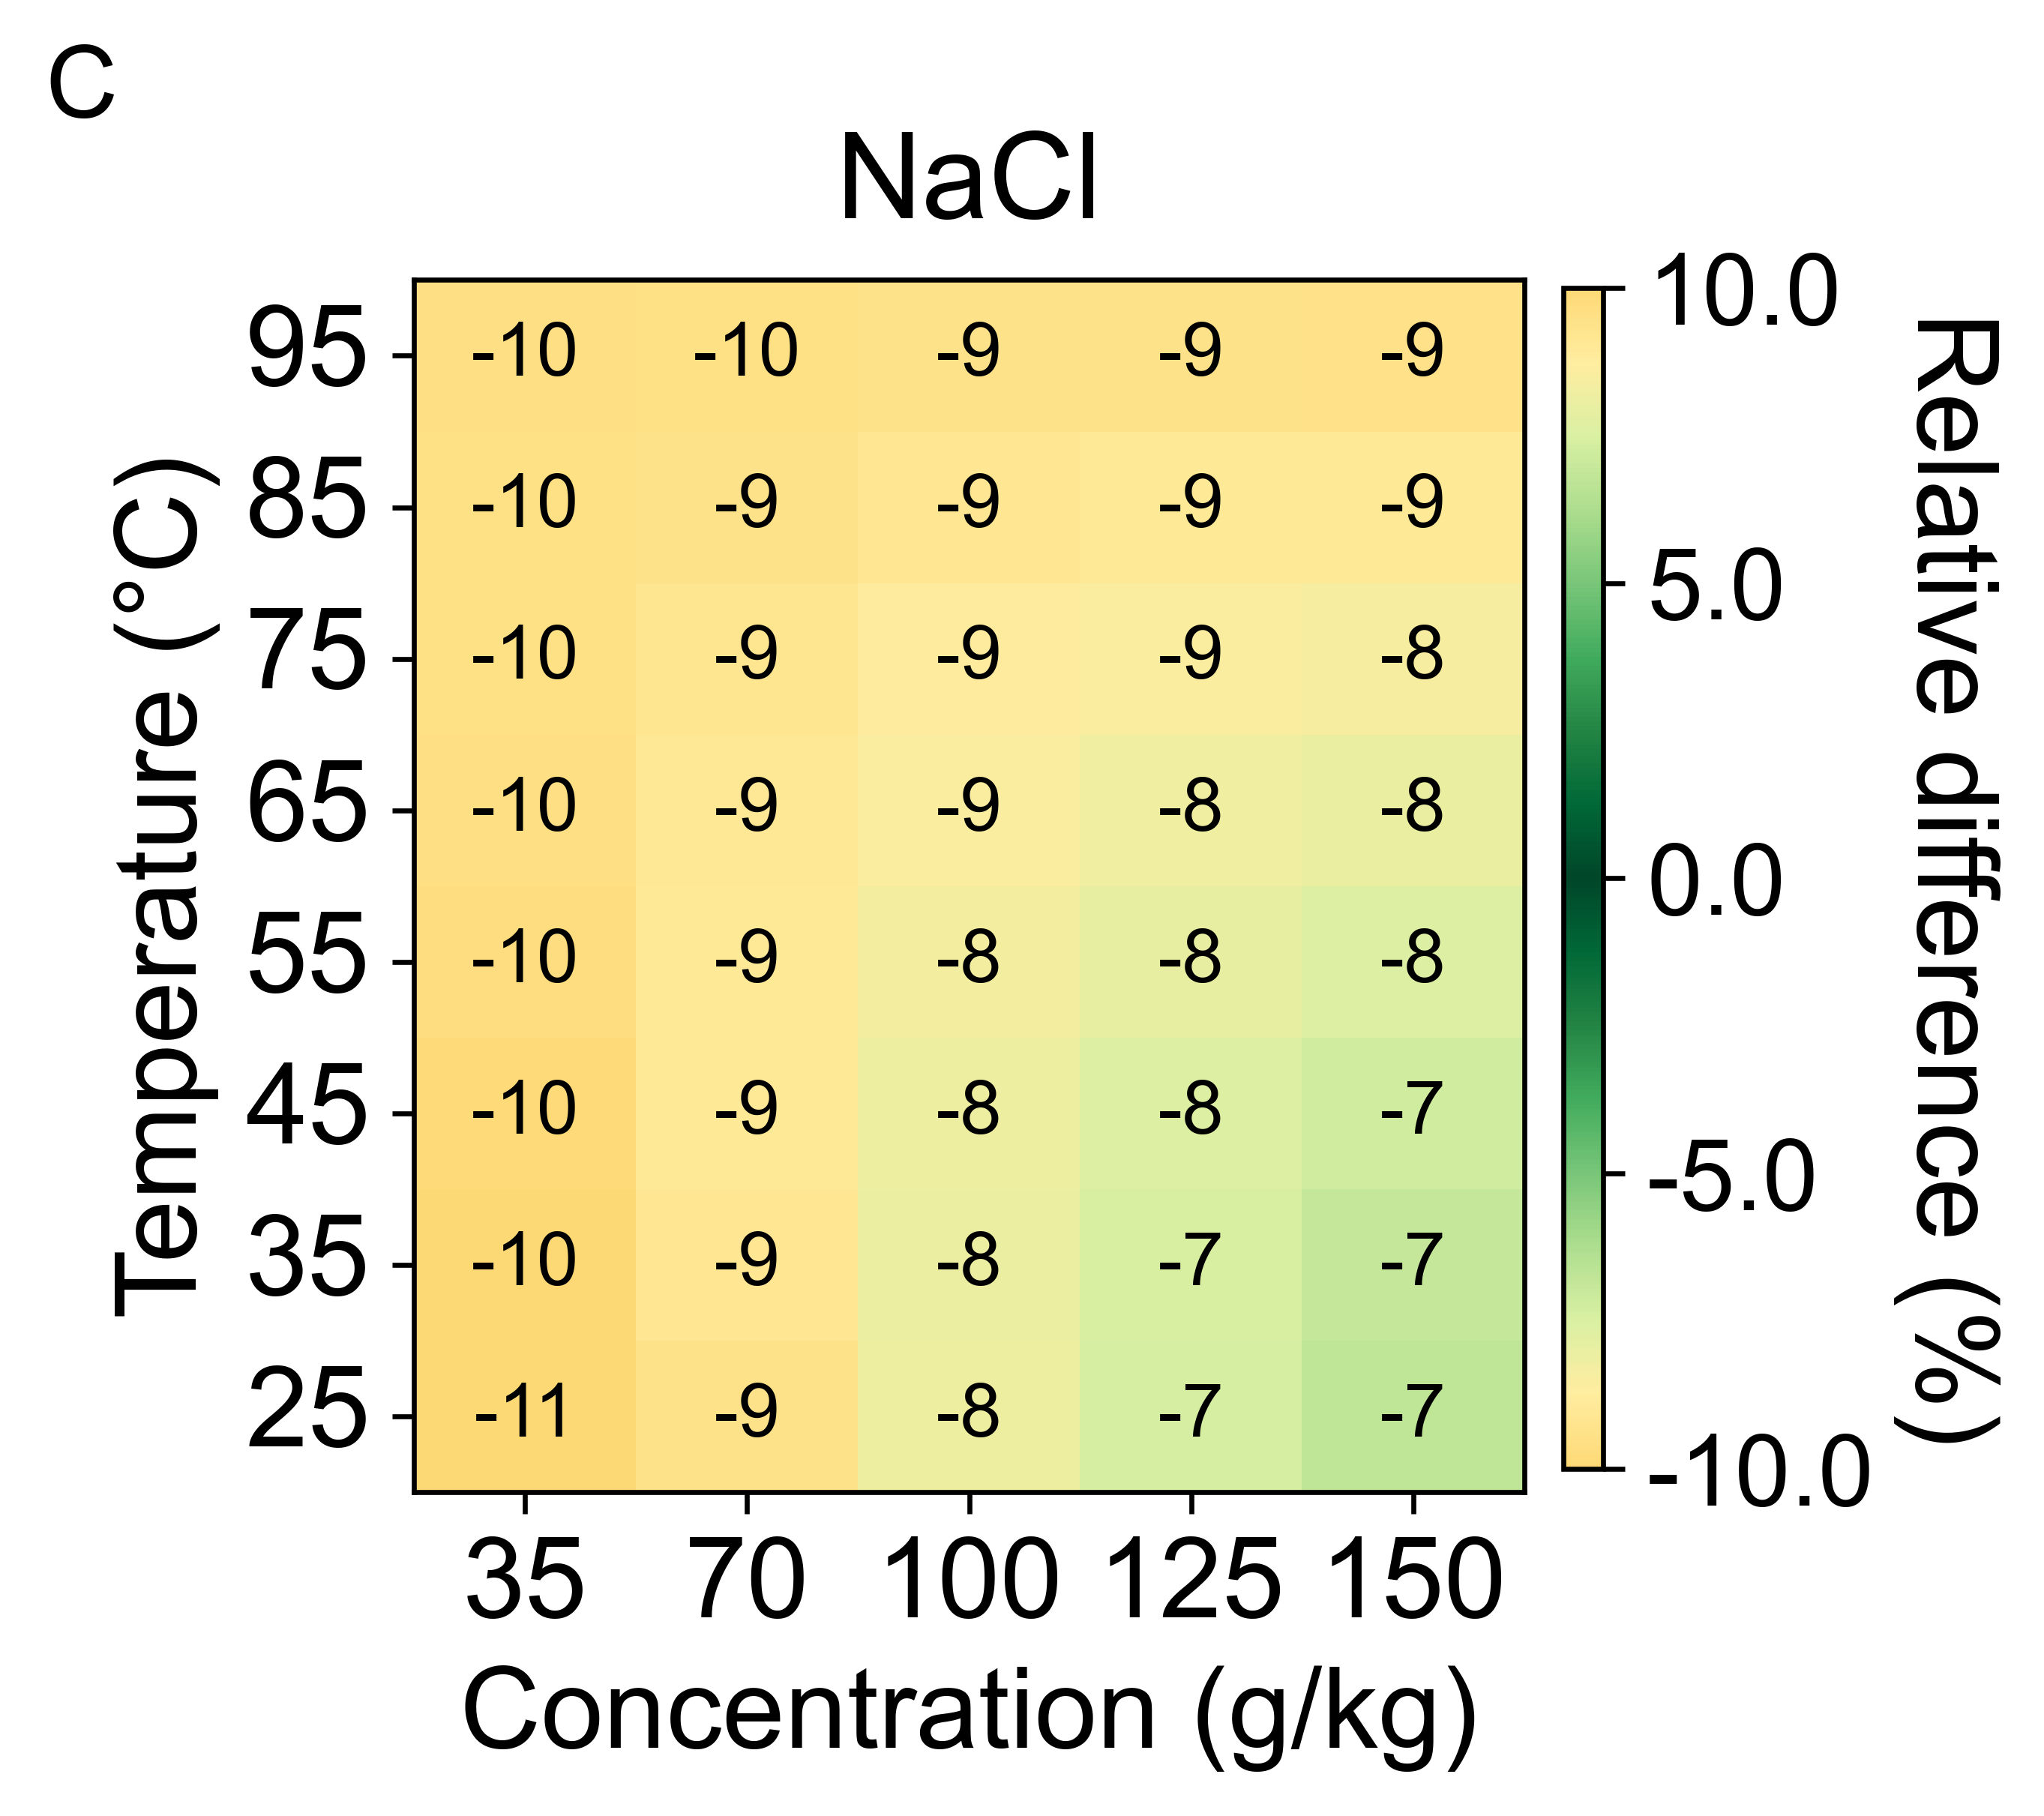 C
NaCl
95 -10 -10 -9 -9 -9
85 -10 -9 -9 -9 -9
75 -10 -9 -9 -9 -8
65 -10 -9 -9 -8 -8
55 -10 -9 -8 -8 -8
45 -10 -9 -8 -8 -7
35 -10 -9 -8 -7 -7
25 -11 -9 -8 -7 -7
35 70 100 125 150
Concentration (g/kg)
Temperature (°C)
10.0
5.0
0.0
-5.0
-10.0
Relative difference (%)